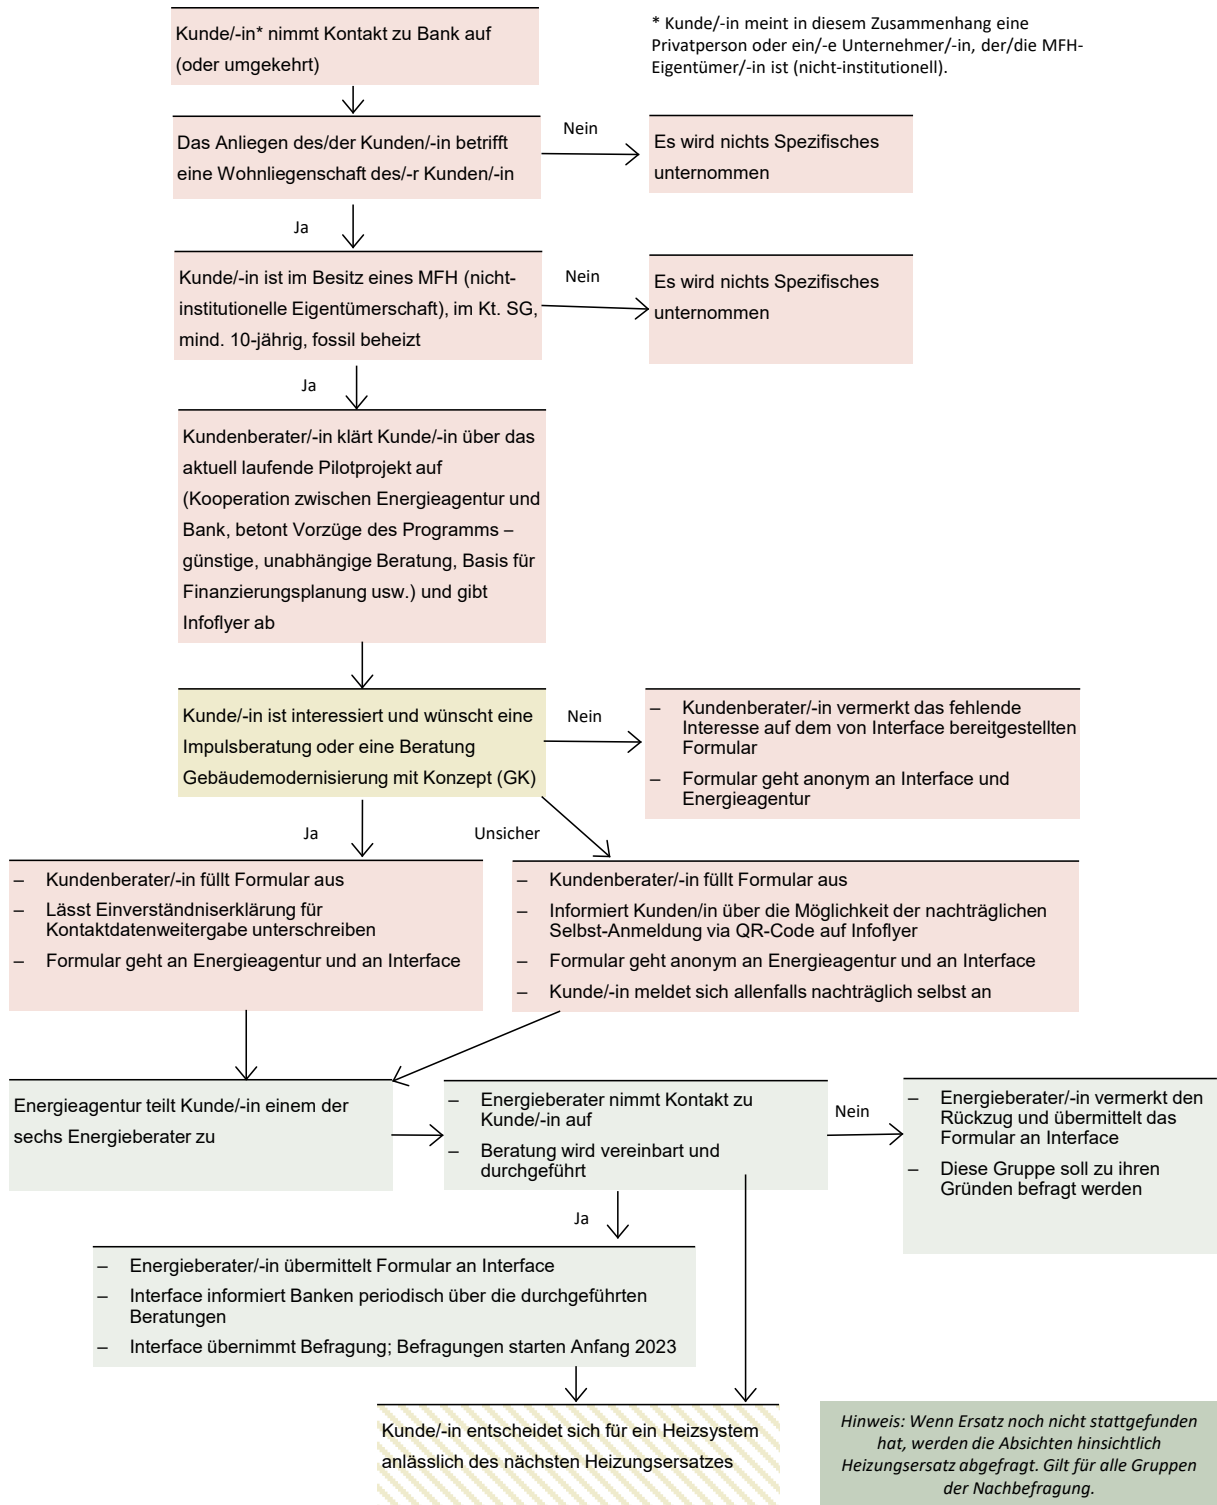 Kunde/-in* nimmt Kontakt zu Bank auf
(oder umgekehrt)
* Kunde/-in meint in diesem Zusammenhang eine
Privatperson oder ein/-e Unternehmer/-in, der/die MFH-
Eigentümer/-in ist (nicht-institutionell).
Das Anliegen des/der Kunden/-in betrifft
eine Wohnliegenschaft des/-r Kunden/-in
Nein
Es wird nichts Spezifisches
unternommen
Ja
Kunde/-in ist im Besitz eines MFH (nicht-
institutionelle Eigentümerschaft), im Kt. SG,
mind. 10-jährig, fossil beheizt
Nein
Es wird nichts Spezifisches
unternommen
Ja
Kundenberater/-in klärt Kunde/-in über das
aktuell laufende Pilotprojekt auf
(Kooperation zwischen Energieagentur und
Bank, betont Vorzüge des Programms –
günstige, unabhängige Beratung, Basis für
Finanzierungsplanung usw.) und gibt
Infoflyer ab
Kunde/-in ist interessiert und wünscht eine
Impulsberatung oder eine Beratung
Gebäudemodernisierung mit Konzept (GK)
Nein
– Kundenberater/-in vermerkt das fehlende
Interesse auf dem von Interface bereitgestellten
Formular
– Formular geht anonym an Interface und
Energieagentur
Ja
Unsicher
– Kundenberater/-in füllt Formular aus
– Lässt Einverständniserklärung für
Kontaktdatenweitergabe unterschreiben
– Formular geht an Energieagentur und an Interface
– Kundenberater/-in füllt Formular aus
– Informiert Kunden/in über die Möglichkeit der nachträglichen
Selbst-Anmeldung via QR-Code auf Infoflyer
– Formular geht anonym an Energieagentur und an Interface
– Kunde/-in meldet sich allenfalls nachträglich selbst an
Energieagentur teilt Kunde/-in einem der
sechs Energieberater zu
– Energieberater nimmt Kontakt zu
Kunde/-in auf
– Beratung wird vereinbart und
durchgeführt
Nein
– Energieberater/-in vermerkt den
Rückzug und übermittelt das
Formular an Interface
– Diese Gruppe soll zu ihren
Gründen befragt werden
Ja
– Energieberater/-in übermittelt Formular an Interface
– Interface informiert Banken periodisch über die durchgeführten
Beratungen
– Interface übernimmt Befragung; Befragungen starten Anfang 2023
Kunde/-in entscheidet sich für ein Heizsystem
anlässlich des nächsten Heizungsersatzes
Hinweis: Wenn Ersatz noch nicht stattgefunden
hat, werden die Absichten hinsichtlich
Heizungsersatz abgefragt. Gilt für alle Gruppen
der Nachbefragung.